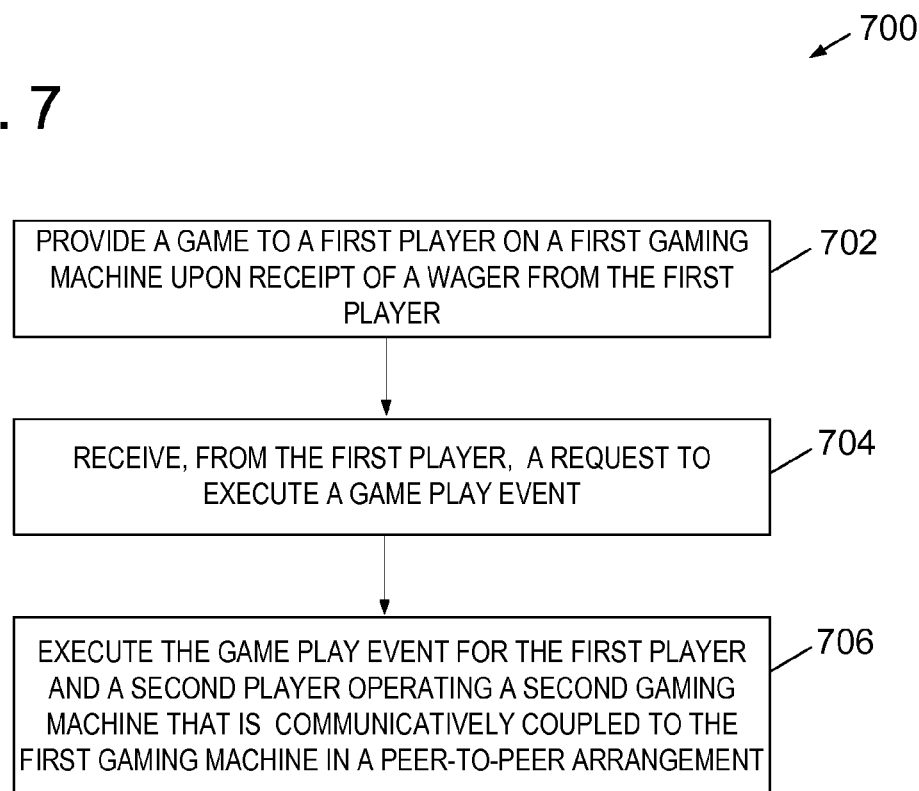 700
. 7
PROVIDE A GAME TO A FIRST PLAYER ON A FIRST GAMING
MACHINE UPON RECEIPT OF A WAGER FROM THE FIRST
PLAYER
702
RECEIVE, FROM THE FIRST PLAYER, A REQUEST TO
EXECUTE A GAME PLAY EVENT
704
EXECUTE THE GAME PLAY EVENT FOR THE FIRST PLAYER
AND A SECOND PLAYER OPERATING A SECOND GAMING
MACHINE THAT IS COMMUNICATIVELY COUPLED TO THE
FIRST GAMING MACHINE IN A PEER-TO-PEER ARRANGEMENT
706